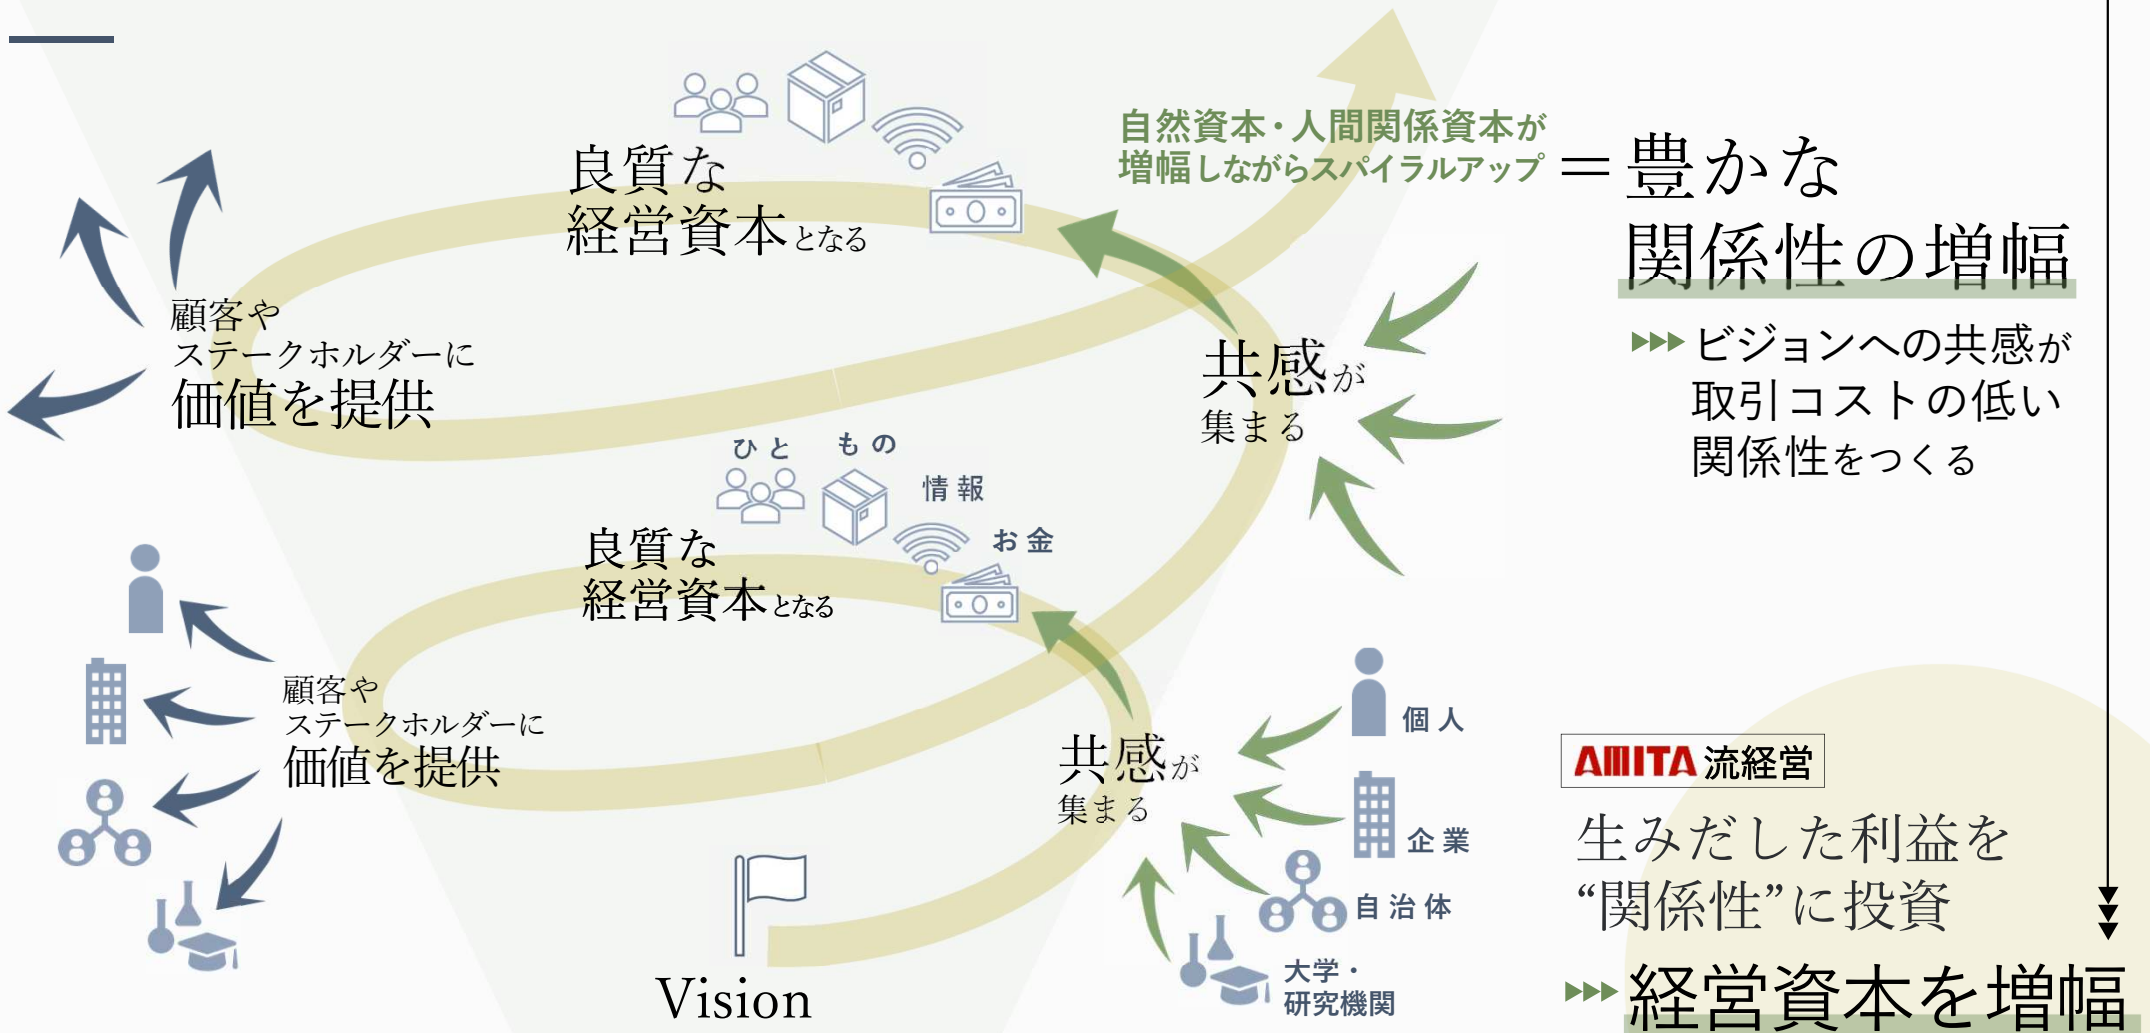 自然資本・人間関係資本が
増幅しながらスパイラルアップ
＝豊かな
関係性の増幅
ビジョンへの共感が
取引コストの低い
関係性をつくる
良質な
経営資本となる
顧客や
ステークホルダーに
価値を提供
共感が
集まる
ひと
もの
情報
お金
良質な
経営資本となる
顧客や
ステークホルダーに
価値を提供
共感が
集まる
個人
企業
自治体
大学・
研究機関
Vision
AMITA 流経営
生みだした利益を
“関係性”に投資
経営資本を増幅